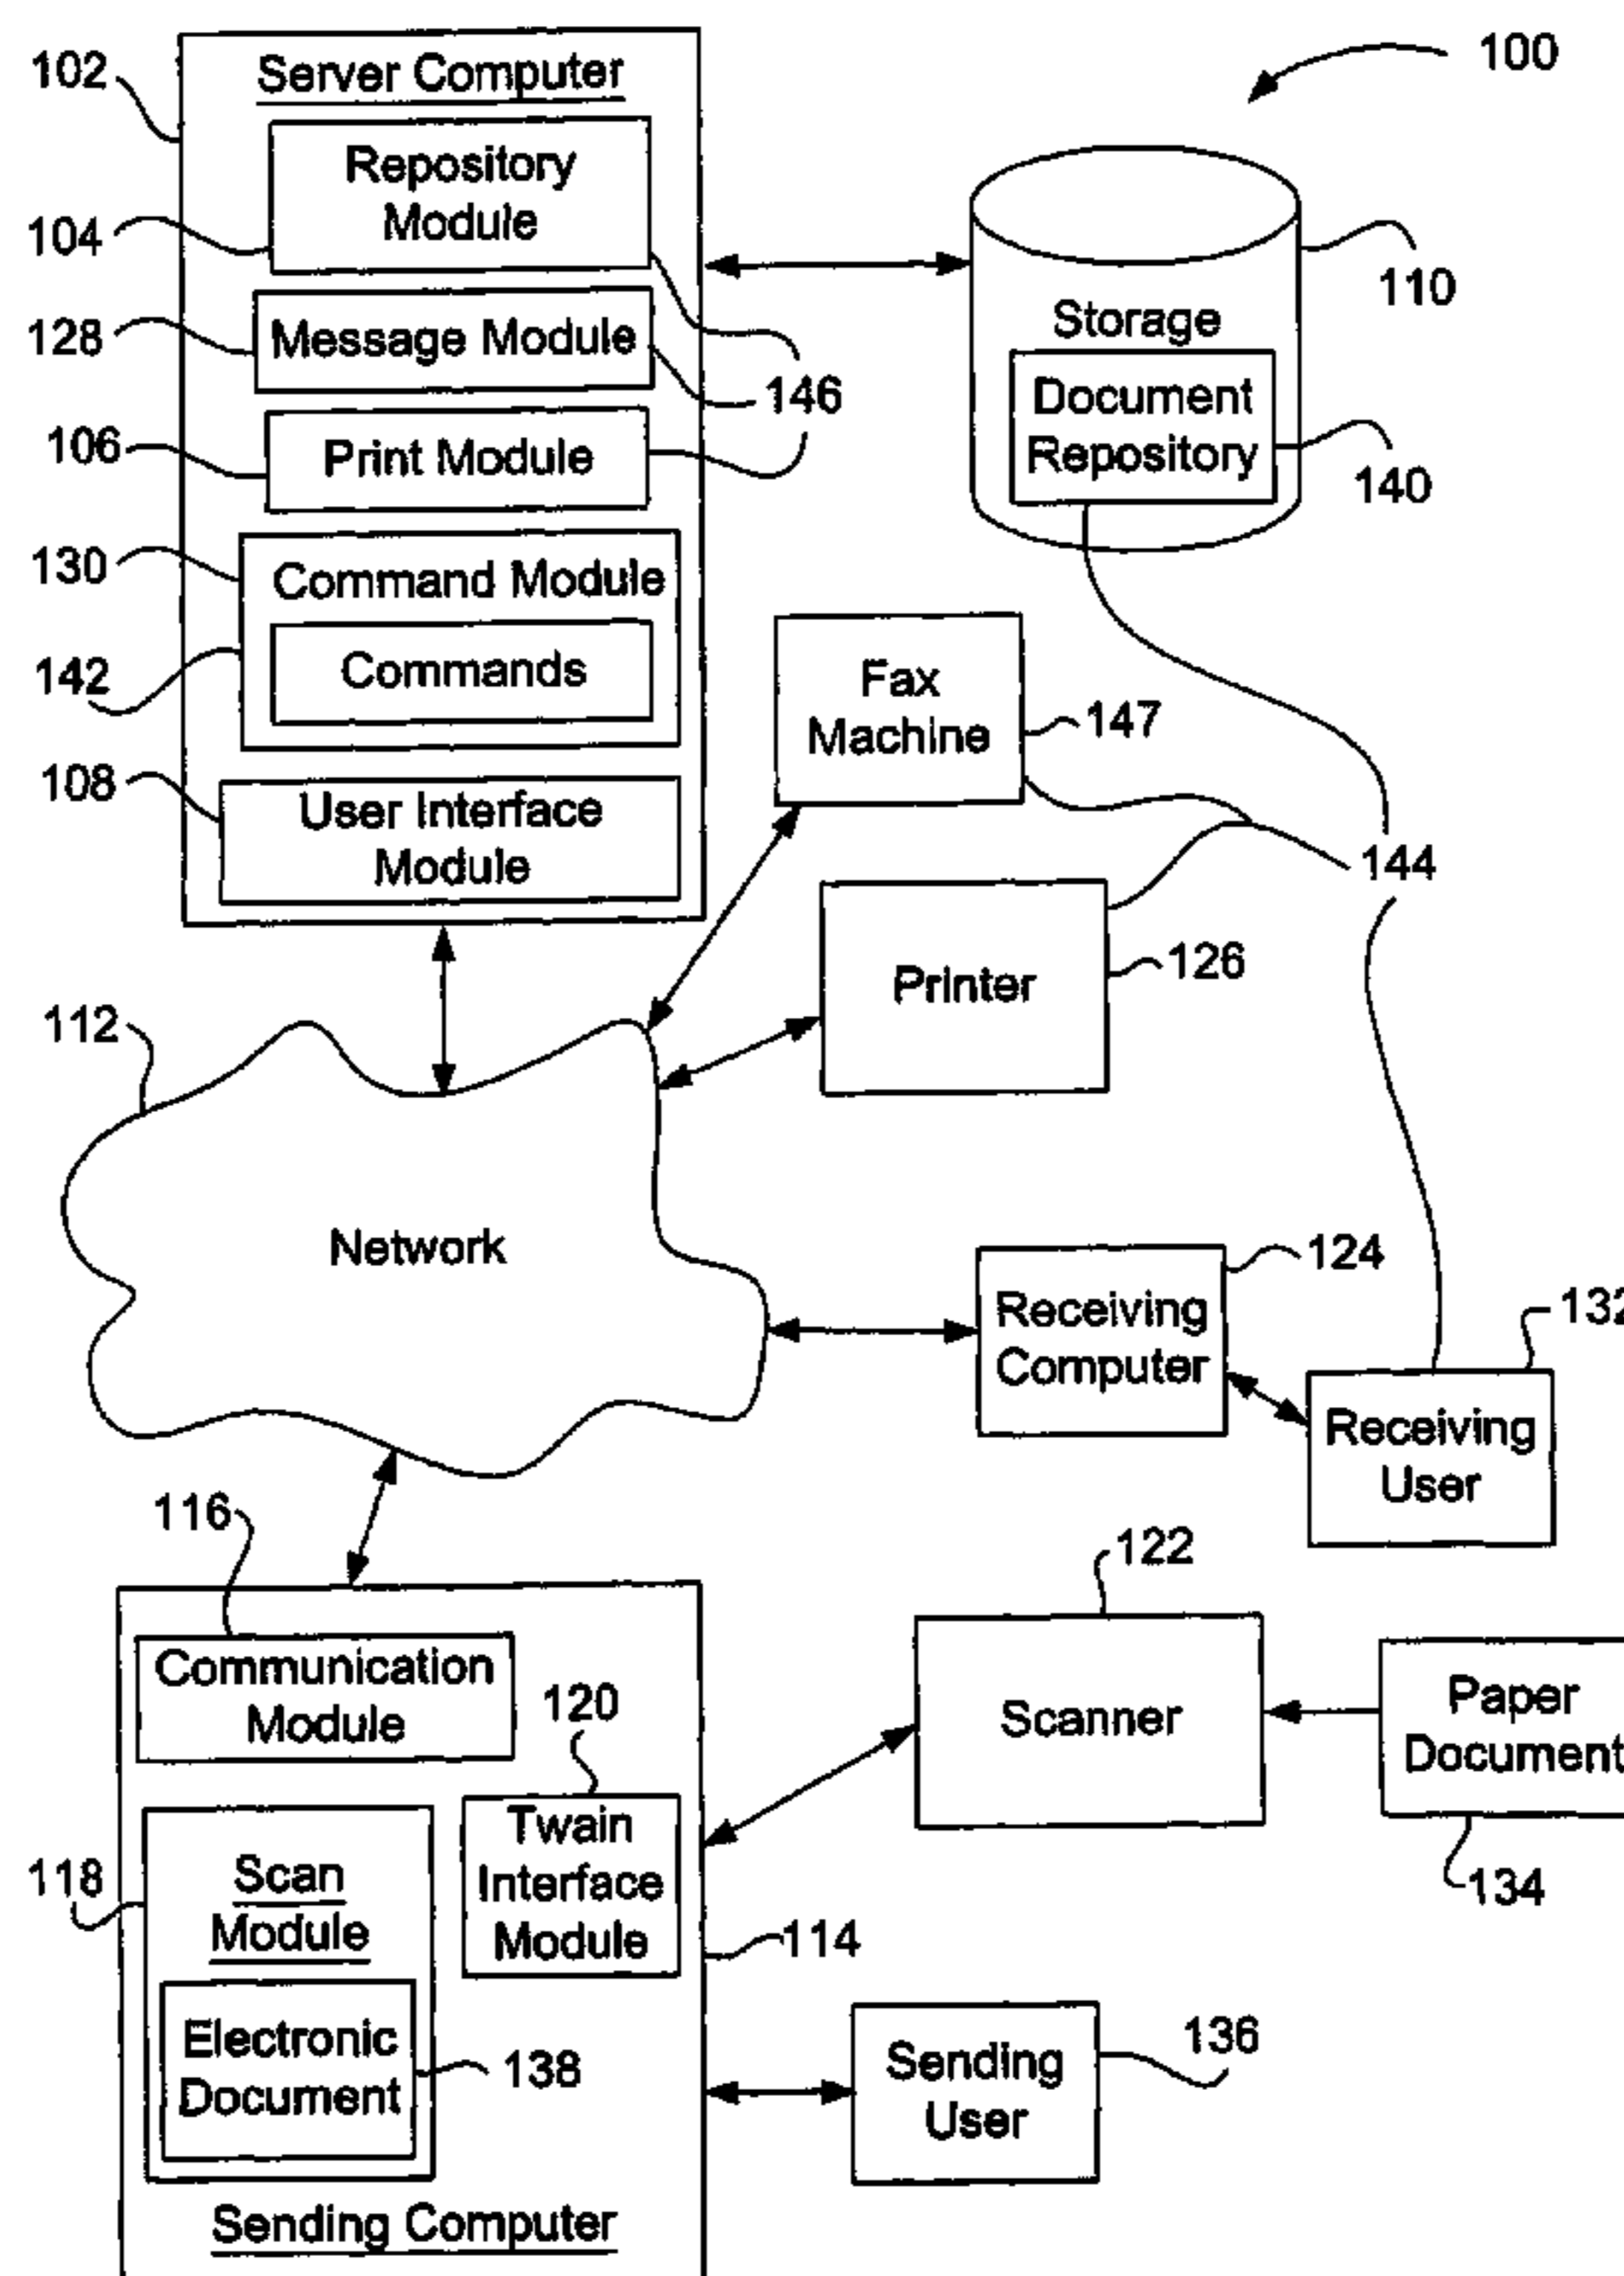 100
102
Server Computer
Repository
Module
104
110
128
Message Module
146
Storage
Document
Repository
140
106
Print Module
130
Command Module
142
Commands
Fax
Machine
147
108
User Interface
Module
144
Printer
126
112
Network
124
Receiving
Computer
132
Receiving
User
116
Communication
Module
120
Twain
Interface
Module
122
Scanner
Paper
Document
134
118
Scan
Module
114
Electronic
Document
138
Sending
User
136
Sending Computer